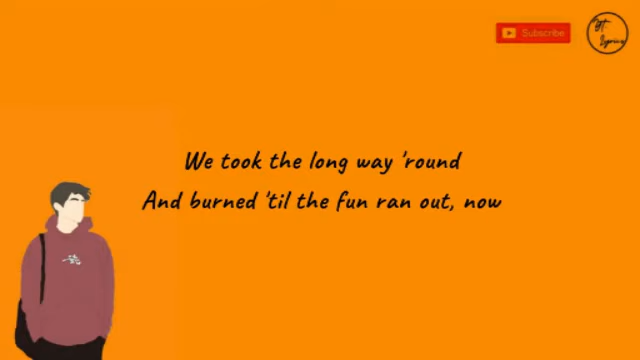 Subscribe
We took the long way 'round
And burned 'til the fun ran out, now